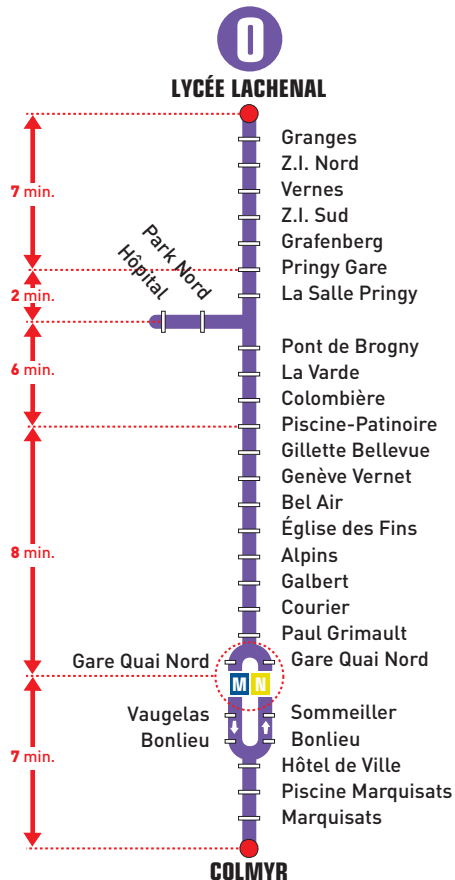 O
LYCÉE LACHENAL
Granges
Z.I. Nord
Vernes
7 min.
Z.I. Sud
Grafenberg
Pringy Gare
Park Nord
Hôpital
2 min.
La Salle Pringy
Pont de Brogny
La Varde
6 min.
Colombière
Piscine-Patinoire
Gillette Bellevue
Genève Vernet
Bel Air
Église des Fins
8 min.
Alpins
Galbert
Courier
Paul Grimault
Gare Quai Nord Gare Quai Nord
M N
Vaugelas Sommeiller
Bonlieu Bonlieu
7 min.
Hôtel de Ville
Piscine Marquisats
Marquisats
COLMYR